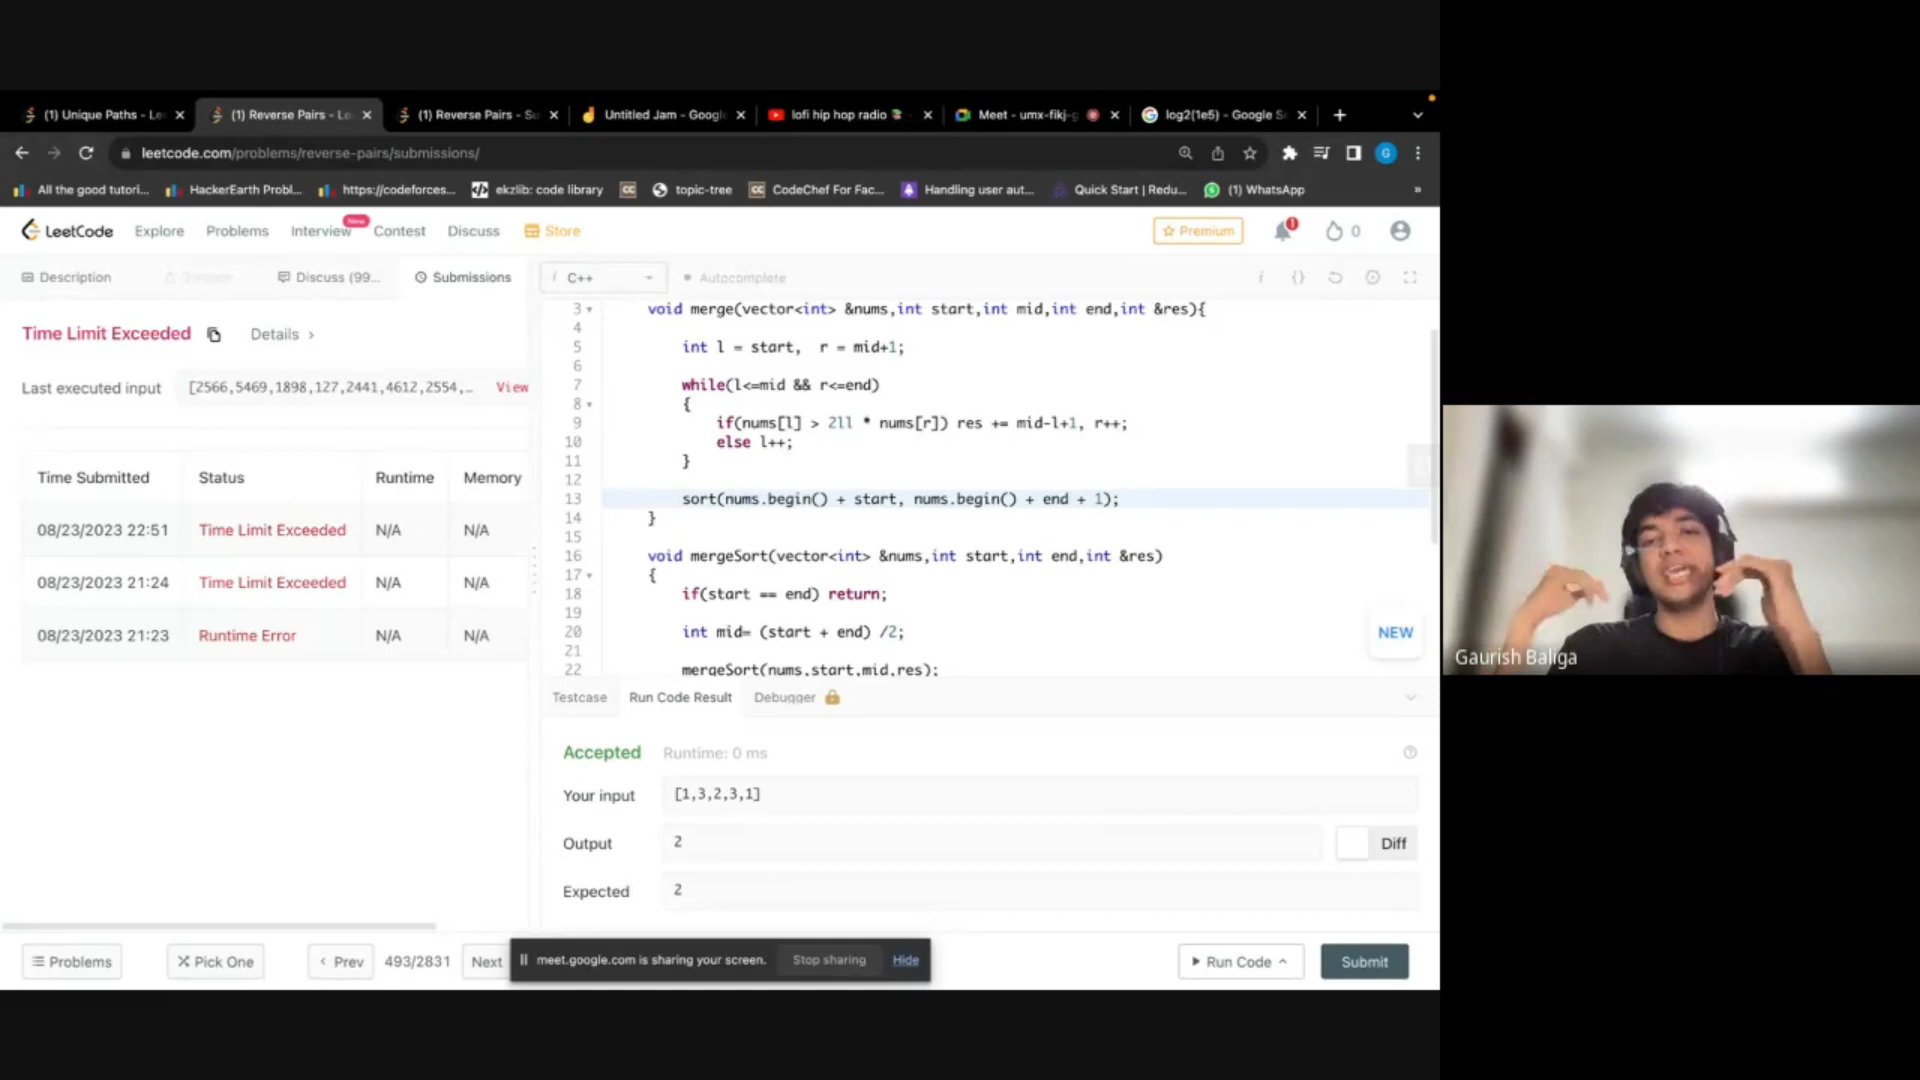 (1) Unique Paths - Le
(1) Reverse Pairs - Le
(1) Reverse Pairs - Su
Untitled Jam - Google
lofi hip hop radio
Meet - umx-fikj-g
log2(1e5) - Google Se
leetcode.com/problems/reverse-pairs/submissions/
G
All the good tutori...
HackerEarth Probl...
https://codeforces...
ekzlib: code library
CC
topic-tree
CC CodeChef For Fac...
Handling user aut...
Quick Start | Redu...
(1) WhatsApp
»
LeetCode
Explore
Problems
Interview
New
Contest
Discuss
Store
Premium
1
0
Description
Discuss (99...
Submissions
i C++
Autocomplete
i {}
Time Limit Exceeded
Details >
Last executed input
[2566,5469,1898,127,2441,4612,2554,…
View
Time Submitted Status Runtime Memory
08/23/2023 22:51 Time Limit Exceeded N/A N/A
08/23/2023 21:24 Time Limit Exceeded N/A N/A
08/23/2023 21:23 Runtime Error N/A N/A
3 void merge(vector<int> &nums,int start,int mid,int end,int &res){
4
5 int l = start,  r = mid+1;
6
7 while(l<=mid && r<=end)
8 {
9 if(nums[l] > 2ll * nums[r]) res += mid-l+1, r++;
10 else l++;
11 }
12
13 sort(nums.begin() + start, nums.begin() + end + 1);
14 }
15
16 void mergeSort(vector<int> &nums,int start,int end,int &res)
17 {
18 if(start == end) return;
19
20 int mid= (start + end) /2;
21
22 mergeSort(nums,start,mid,res);
NEW
Testcase
Run Code Result
Debugger
Accepted
Runtime: 0 ms
Your input
[1,3,2,3,1]
Output
2
Diff
Expected
2
Problems
Pick One
‹ Prev
493/2831
Next
meet.google.com is sharing your screen.
Stop sharing
Hide
Run Code
Submit
Gaurish Baliga